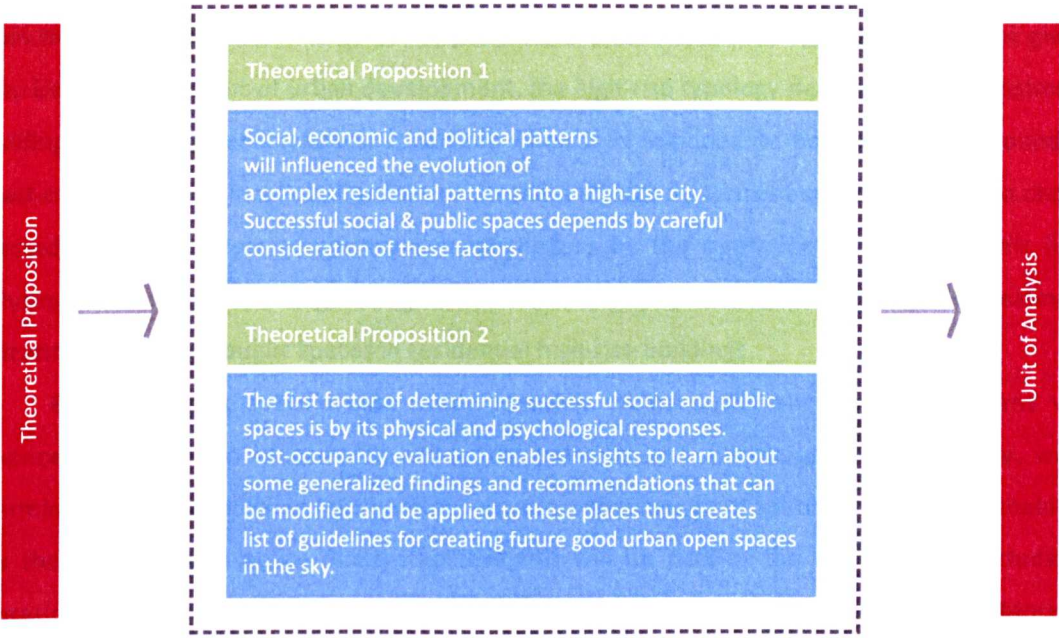 Theoretical Proposition
Theoretical Proposition 1
Social, economic and political patterns
will influenced the evolution of
a complex residential patterns into a high-rise city.
Successful social & public spaces depends by careful
consideration of these factors.
Theoretical Proposition 2
The first factor of determining successful social and public
spaces is by its physical and psychological responses.
Post-occupancy evaluation enables insights to learn about
some generalized findings and recommendations that can
be modified and be applied to these places thus creates
list of guidelines for creating future good urban open spaces
in the sky.
Unit of Analysis